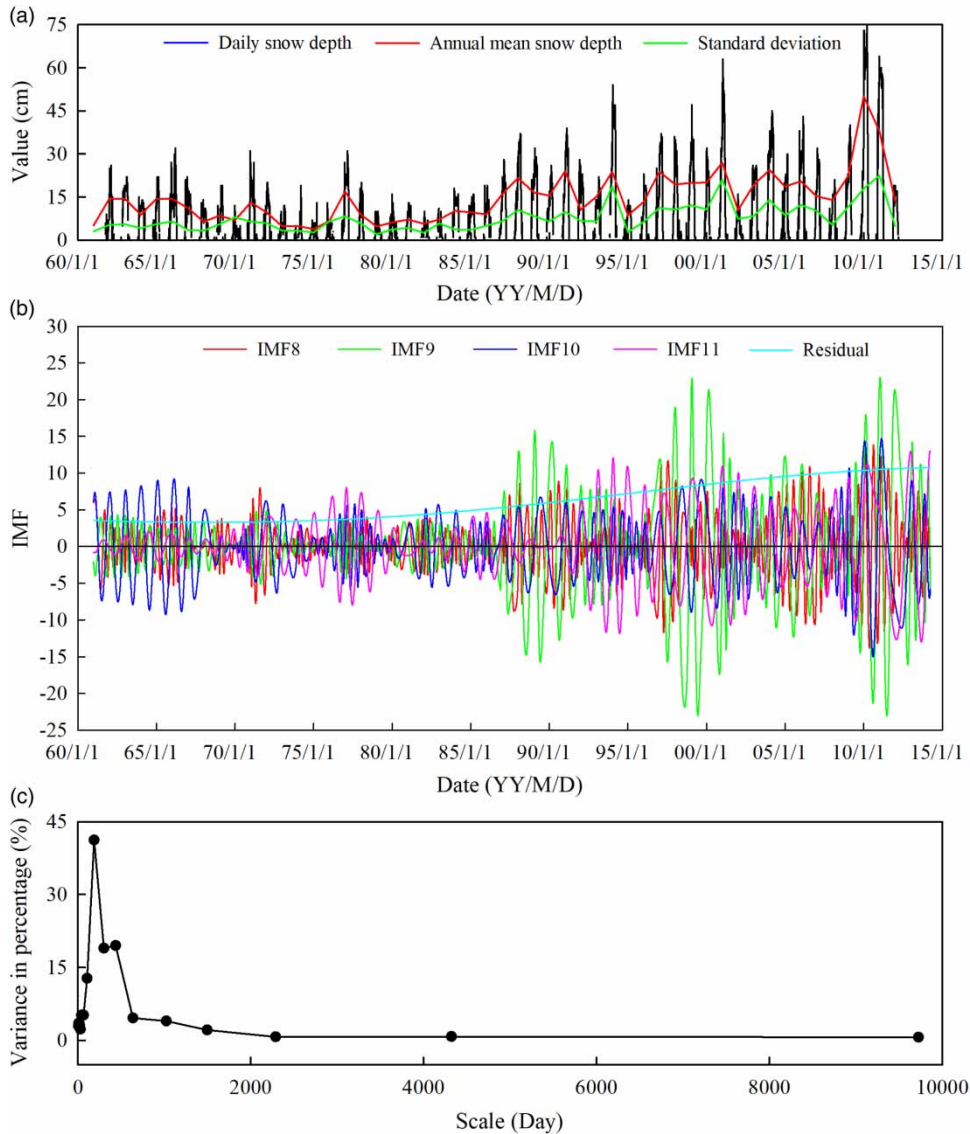 (a)
75
60
45
30
15
0
Value (cm)
Daily snow depth
Annual mean snow depth
Standard deviation
60/1/1 65/1/1 70/1/1 75/1/1 80/1/1 85/1/1 90/1/1 95/1/1 00/1/1 05/1/1 10/1/1 15/1/1
Date (YY/M/D)
(b)
30
25
20
15
10
5
0
-5
-10
-15
-20
-25
IMF
IMF8 IMF9 IMF10 IMF11 Residual
60/1/1 65/1/1 70/1/1 75/1/1 80/1/1 85/1/1 90/1/1 95/1/1 00/1/1 05/1/1 10/1/1 15/1/1
Date (YY/M/D)
(c)
45
30
15
0
Variance in percentage (%)
0 2000 4000 6000 8000 10000
Scale (Day)